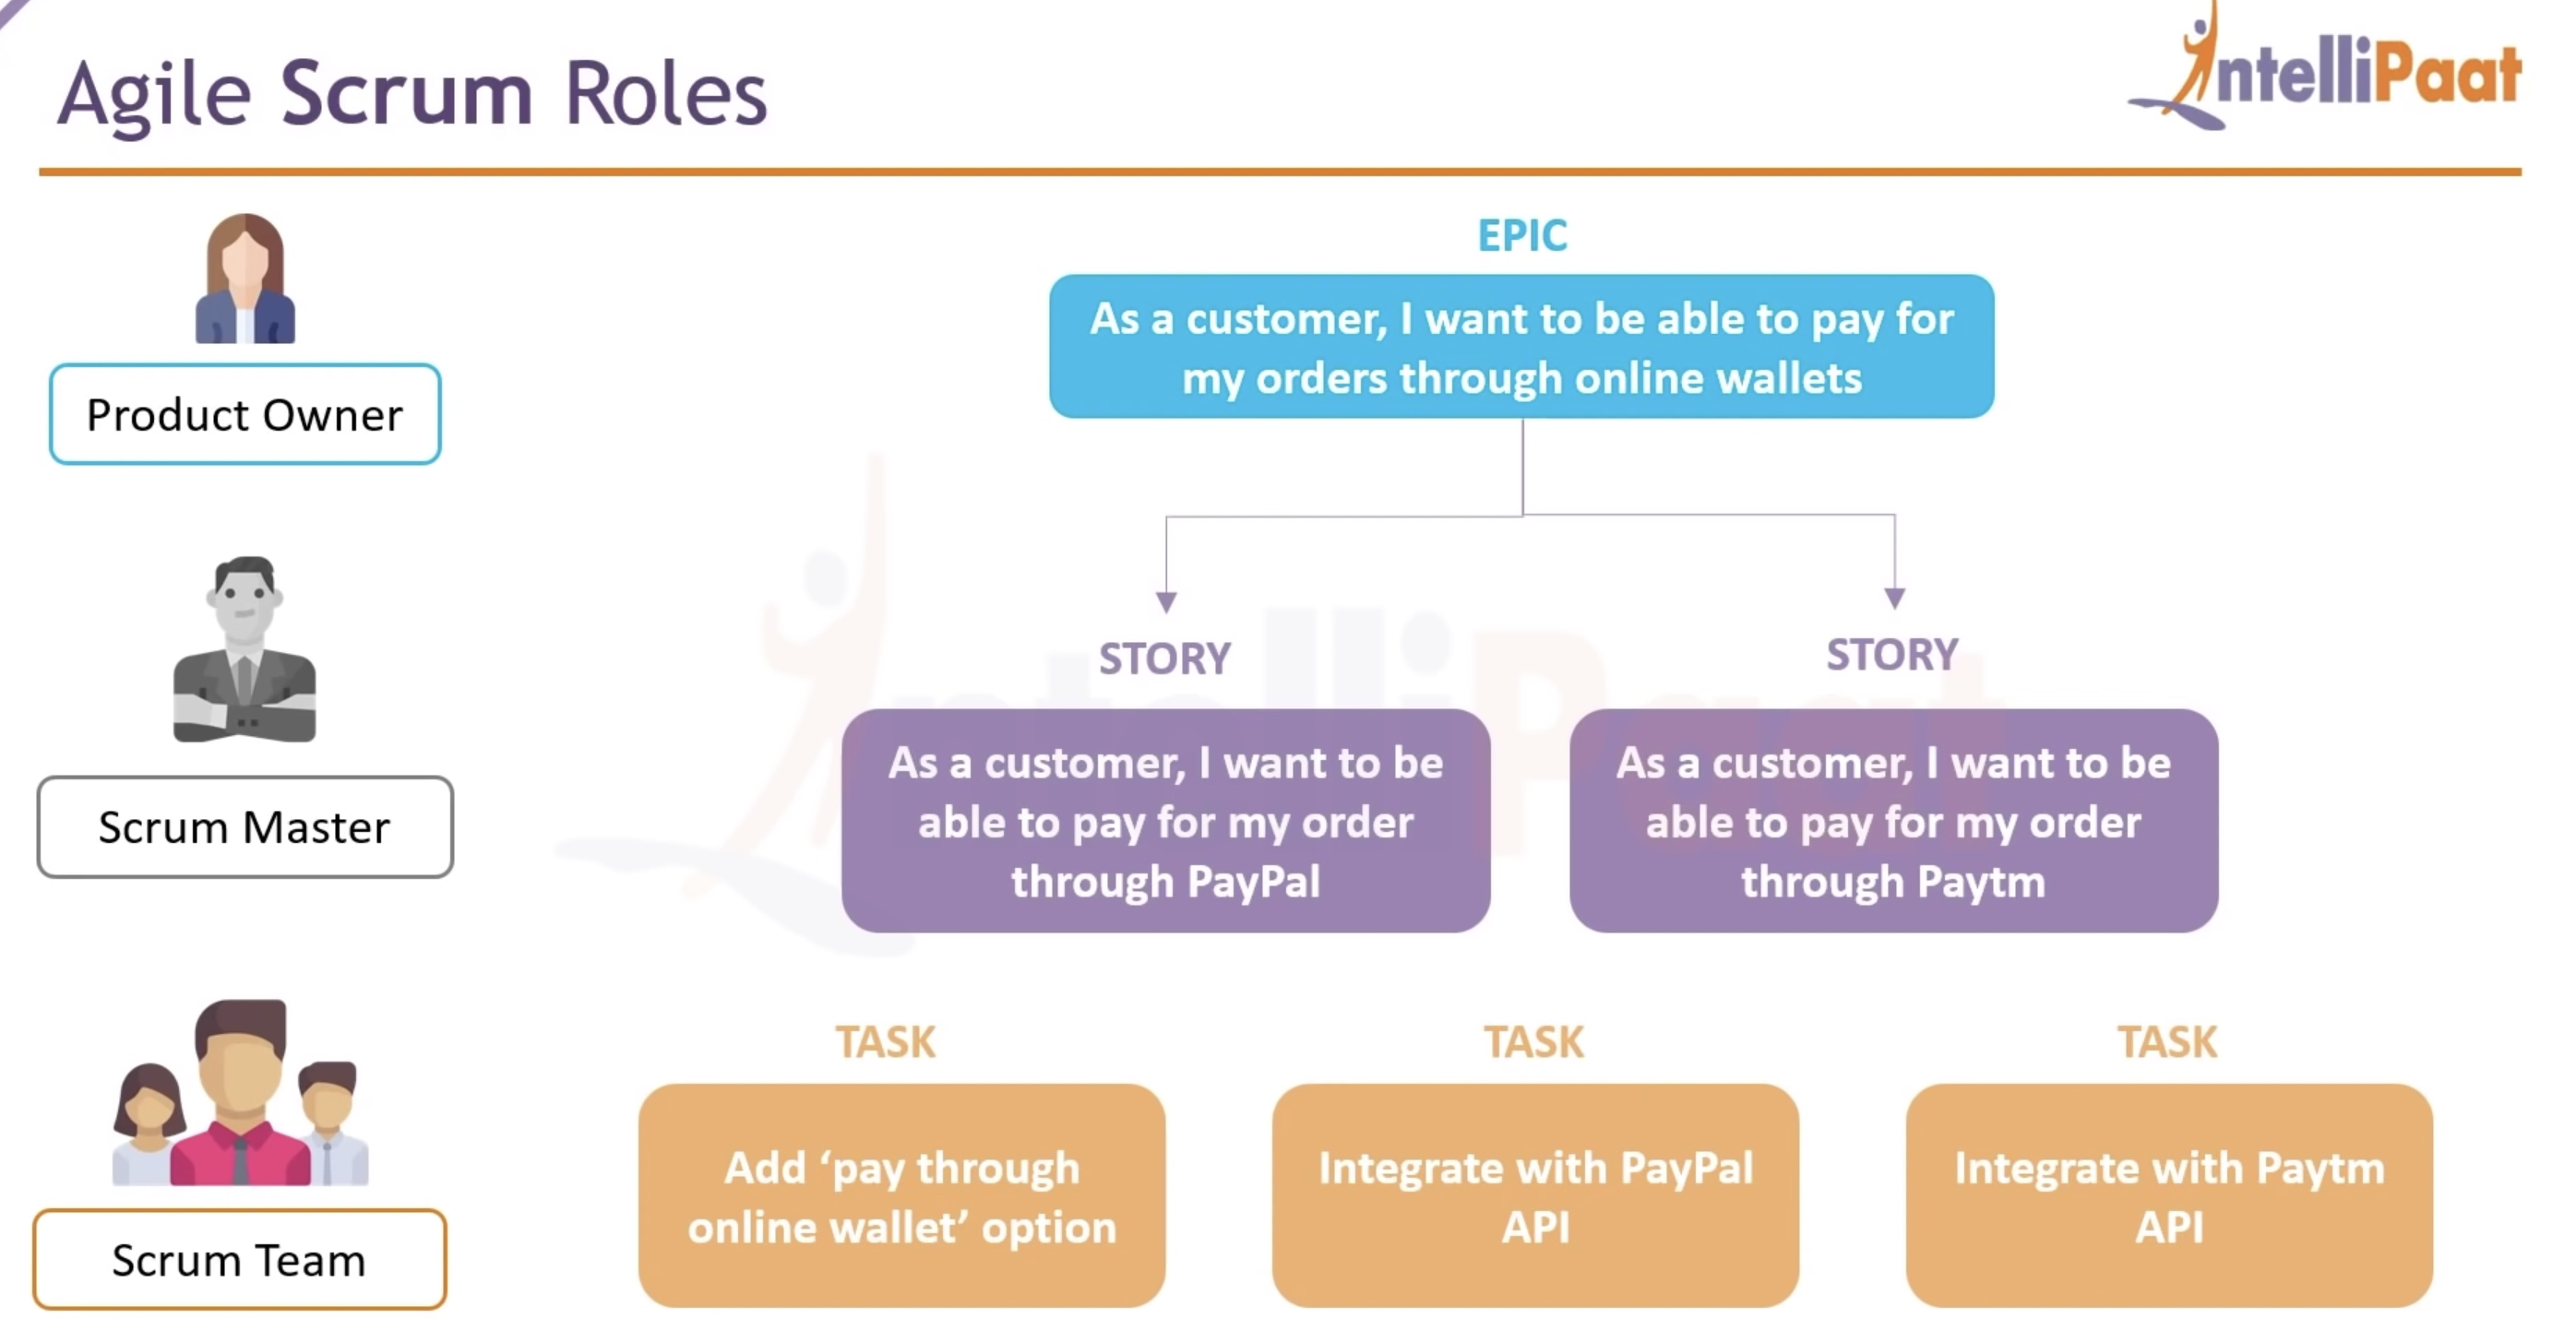 Agile Scrum Roles
IntelliPaat
EPIC
As a customer, I want to be able to pay for
my orders through online wallets
Product Owner
STORY
STORY
As a customer, I want to be
able to pay for my order
through PayPal
As a customer, I want to be
able to pay for my order
through Paytm
Scrum Master
TASK
TASK
TASK
Add ‘pay through
online wallet’ option
Integrate with PayPal
API
Integrate with Paytm
API
Scrum Team
IntelliPaat